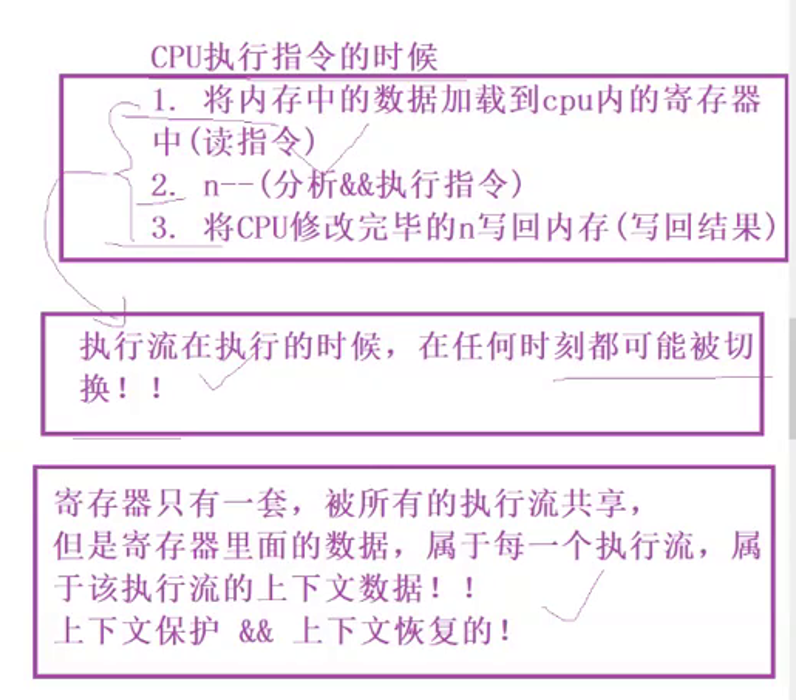 CPU执行指令的时候
1. 将内存中的数据加载到cpu内的寄存器
中(读指令)
2. n--(分析&&执行指令)
3. 将CPU修改完毕的n写回内存(写回结果)
执行流在执行的时候，在任何时刻都可能被切
换！！
寄存器只有一套，被所有的执行流共享，
但是寄存器里面的数据，属于每一个执行流，属
于该执行流的上下文数据！！
上下文保护 && 上下文恢复的！